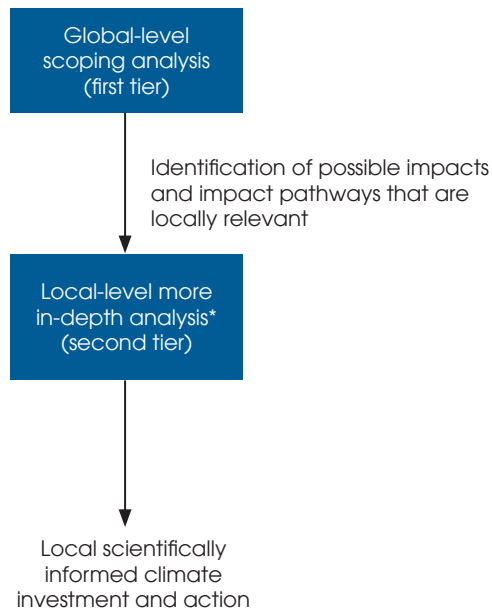 Global-level
scoping analysis
(first tier)
Identification of possible impacts
and impact pathways that are
locally relevant
Local-level more
in-depth analysis*
(second tier)
Local scientifically
informed climate
investment and action